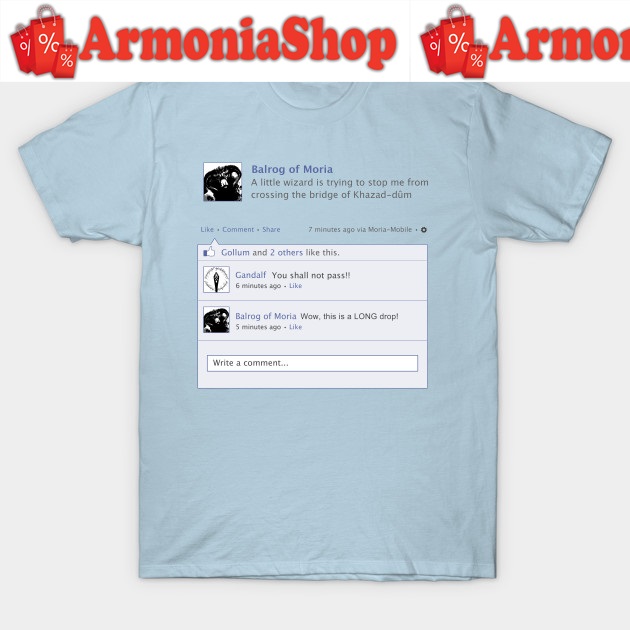 % % % ArmoniaShop % % % Armon
Balrog of Moria
A little wizard is trying to stop me from
crossing the bridge of Khazad-dûm
Like • Comment • Share 7 minutes ago via Moria-Mobile •
Gollum and 2 others like this.
Gandalf You shall not pass!!
6 minutes ago • Like
Balrog of Moria Wow, this is a LONG drop!
5 minutes ago • Like
Write a comment...